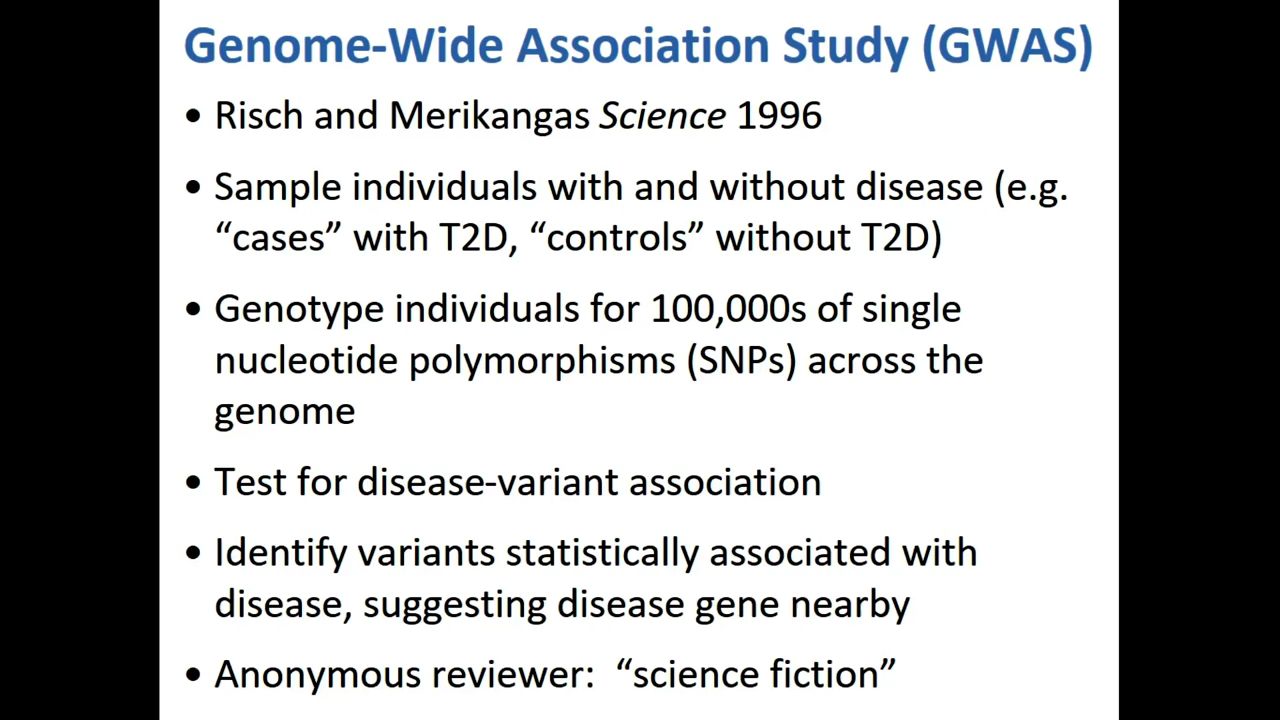 Genome-Wide Association Study (GWAS)
• Risch and Merikangas Science 1996
• Sample individuals with and without disease (e.g.
“cases” with T2D, “controls” without T2D)
• Genotype individuals for 100,000s of single
nucleotide polymorphisms (SNPs) across the
genome
• Test for disease-variant association
• Identify variants statistically associated with
disease, suggesting disease gene nearby
• Anonymous reviewer:  “science fiction”